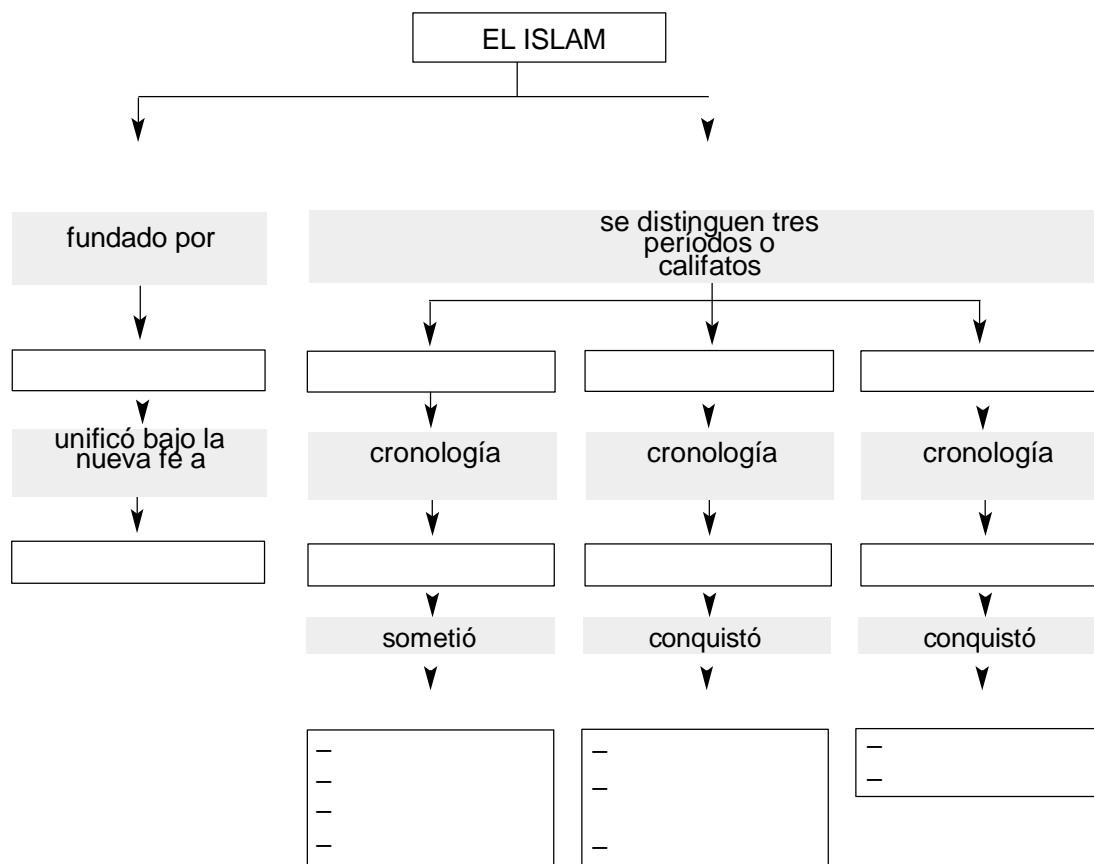 EL ISLAM
fundado por
se distinguen tres
períodos o
califatos
unificó bajo la
nueva fe a
cronología
cronología
cronología
sometió
conquistó
conquistó
–
–
–
–
–
–
–
–
–